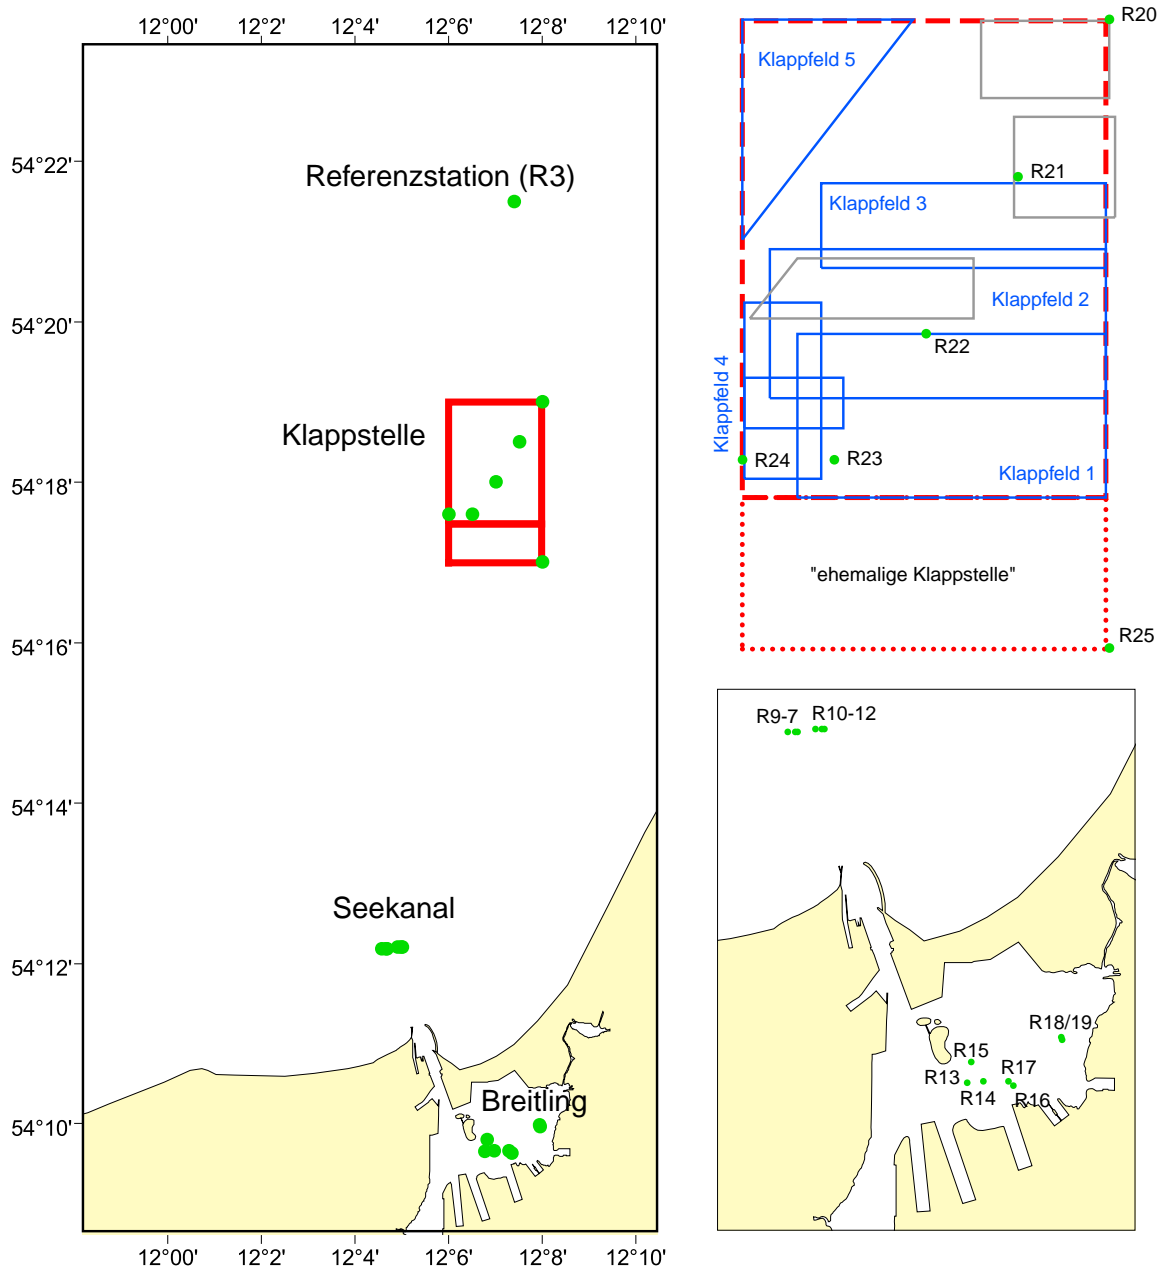 12°00' 12°2' 12°4' 12°6' 12°8' 12°10'
54°22'
54°20'
54°18'
54°16'
54°14'
54°12'
54°10'
Referenzstation (R3)
Klappstelle
Seekanal
Breitling
12°00' 12°2' 12°4' 12°6' 12°8' 12°10'
R20
Klappfeld 5
R21
Klappfeld 3
Klappfeld 2
R22
Klappfeld 4
R24
R23
Klappfeld 1
"ehemalige Klappstelle"
R25
R9-7
R10-12
R18/19
R15
R13
R17
R14
R16